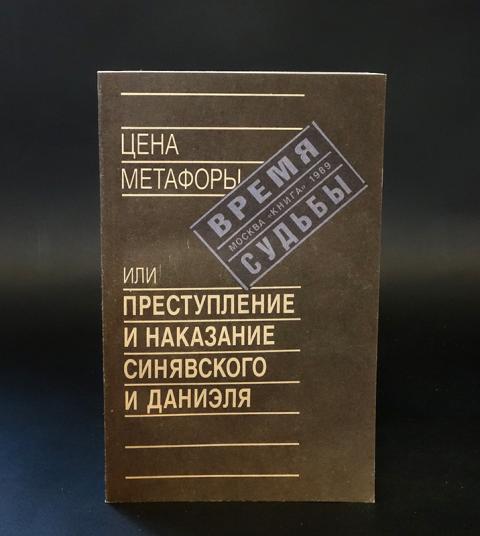 ЦЕНА
МЕТАФОРЫ
ВРЕМЯ
МОСКВА «КНИГА» 1989
СУДЬБЫ
ИЛИ
ПРЕСТУПЛЕНИЕ
И НАКАЗАНИЕ
СИНЯВСКОГО
И ДАНИЭЛЯ